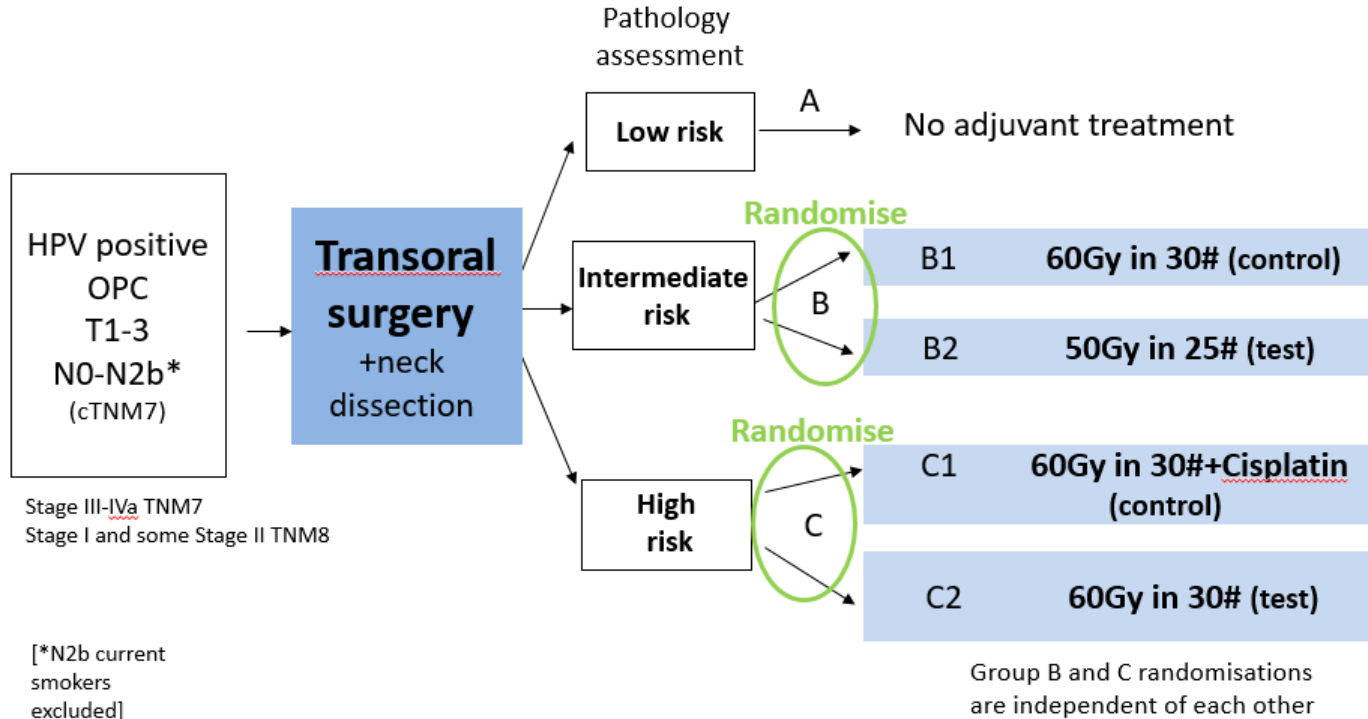 Pathology
assessment
Low risk
A
No adjuvant treatment
HPV positive
OPC
T1-3
N0-N2b*
(cTNM7)
Transoral
surgery
+neck
dissection
Randomise
Intermediate
risk
B
B1 60Gy in 30# (control)
B2 50Gy in 25# (test)
Randomise
High
risk
C
C1 60Gy in 30#+Cisplatin
(control)
C2 60Gy in 30# (test)
Stage III-IVa TNM7
Stage I and some Stage II TNM8
[*N2b current
smokers
excluded]
Group B and C randomisations
are independent of each other